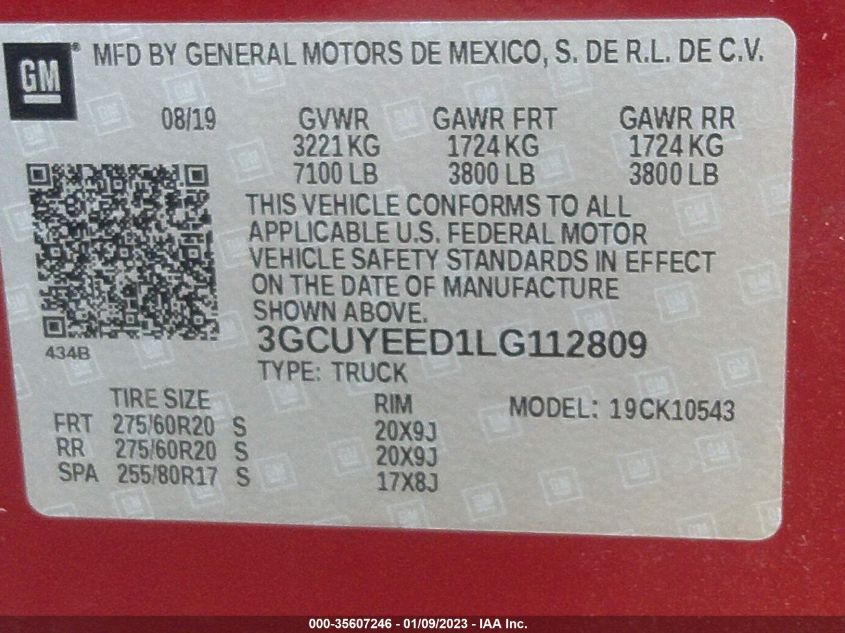 GM ® MFD BY GENERAL MOTORS DE MEXICO, S. DE R.L. DE C.V.
08/19 GVWR GAWR FRT GAWR RR
3221 KG 1724 KG 1724 KG
7100 LB 3800 LB 3800 LB
THIS VEHICLE CONFORMS TO ALL
APPLICABLE U.S. FEDERAL MOTOR
VEHICLE SAFETY STANDARDS IN EFFECT
ON THE DATE OF MANUFACTURE
SHOWN ABOVE.
434B
3GCUYEED1LG112809
TYPE: TRUCK
TIRE SIZE RIM MODEL: 19CK10543
FRT 275/60R20 S 20X9J
RR 275/60R20 S 20X9J
SPA 255/80R17 S 17X8J
000-35607246 - 01/09/2023 - IAA Inc.